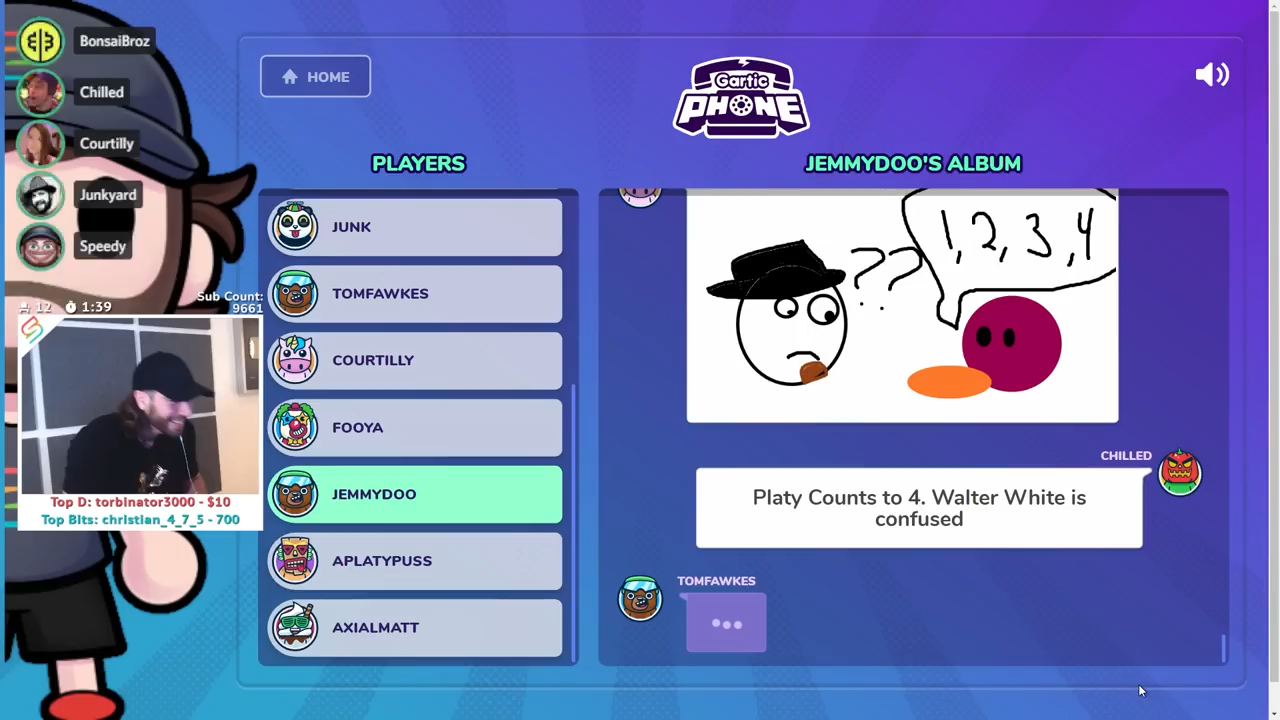 BonsaiBroz
Chilled
Courtilly
Junkyard
Speedy
12 1:39
Sub Count:
9661
Top D: torbinator3000 - $10
Top Bits: christian_4_7_5 - 700
HOME
Gartic
PHONE
PLAYERS
JUNK
TOMFAWKES
COURTILLY
FOOYA
JEMMYDOO
APLATYPUSS
AXIALMATT
JEMMYDOO'S ALBUM
??
1, 2, 3, 4
CHILLED
Platy Counts to 4. Walter White is
confused
TOMFAWKES